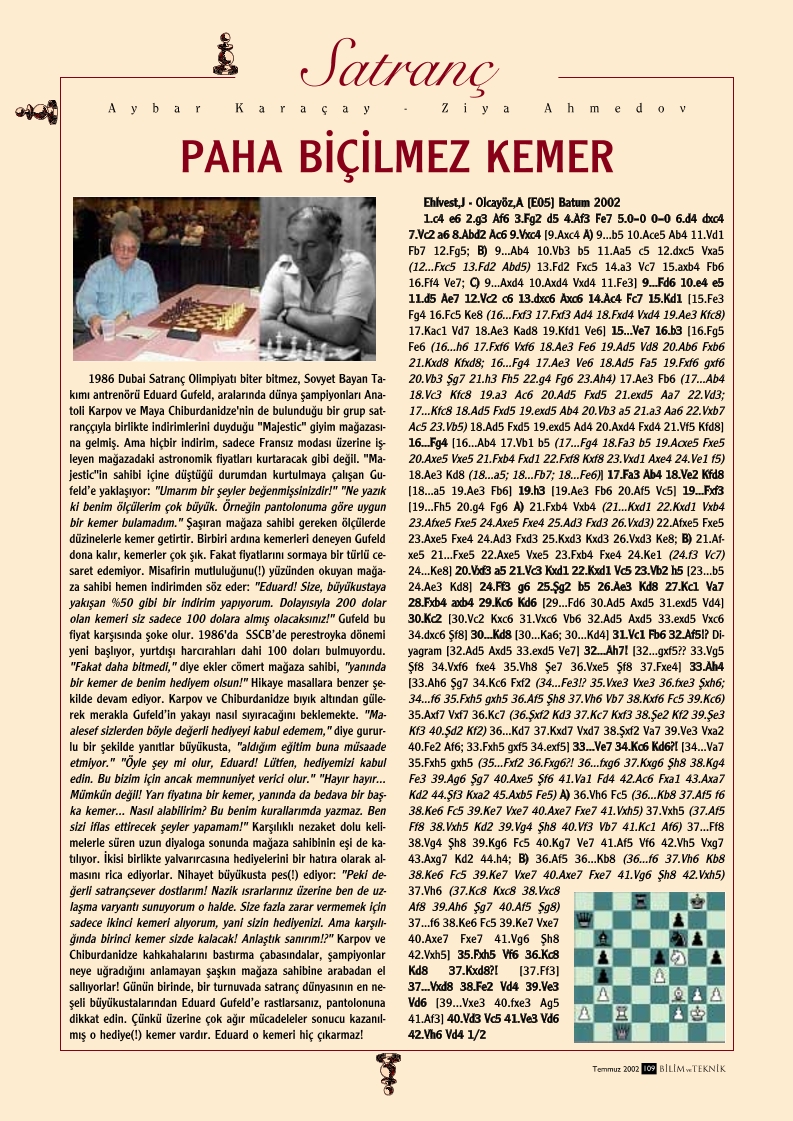 Satranç
Aybar Karaçay - Ziya Ahmedov
PAHA BİÇİLMEZ KEMER
1986 Dubai Satranç Olimpiyatı biter bitmez, Sovyet Bayan Ta-
kımı antrenörü Eduard Gufeld, aralarında dünya şampiyonları Ana-
toli Karpov ve Maya Chiburdanidze'nin de bulunduğu bir grup sat-
rançcıyla birlikte indirimlerini duyduğu "Majestic" giyim mağazası-
na gelmiş. Ama hiçbir indirim, sadece Fransız modası üzerine iş-
leyen mağazadaki astronomik fiyatları kurtaracak gibi değil. "Ma-
jestic"in sahibi içine düştüğü durumdan kurtulmaya çalışan Gu-
feld'e yaklaşıyor: "Umarım bir şeyler beğenmişsinizdir!" "Ne yazık
ki benim ölçülerim çok büyük. Örneğin pantolonuma göre uygun
bir kemer bulamadım." Şaşıran mağaza sahibi gereken ölçülerde
düzinelerle kemer getirtir. Birbiri ardına kemerleri deneyen Gufeld
dona kalır, kemerler çok şık. Fakat fiyatlarını sormaya bir türlü ce-
saret edemiyor. Misafirin mutluluğunu(!) yüzünden okuyan mağa-
za sahibi hemen indirimden söz eder: "Eduard! Size, büyükustaya
yakışan %50 gibi bir indirim yapıyorum. Dolayısıyla 200 dolar
olan kemeri siz sadece 100 dolara almış olacaksınız!" Gufeld bu
fiyat karşısında şoke olur. 1986'da SSCB'de perestroyka dönemi
yeni başlıyor, yurtdışı harcırahları dahi 100 doları bulmuyordu.
"Fakat daha bitmedi," diye ekler cömert mağaza sahibi, "yanında
bir kemer de benim hediyem olsun!" Hikaye masallara benzer şe-
kilde devam ediyor. Karpov ve Chiburdanidze bıyık altından güle-
rek merakla Gufeld'in yakayı nasıl sıyıracağını beklemekte. "Ma-
alesef sizlerden böyle değerli hediyeyi kabul edemem," diye gurur-
lu bir şekilde yanıtlar büyükusta, "aldığım eğitim buna müsaade
etmiyor." "Öyle şey mi olur, Eduard! Lütfen, hediyemizi kabul
edin. Bu bizim için ancak memnuniyet verici olur." "Hayır hayır...
Mümkün değil! Yarı fiyatına bir kemer, yanında da bedava bir baş-
ka kemer... Nasıl alabilirim? Bu benim kurallarımda yazmaz. Ben
sizi iflas ettirecek şeyler yapamam!" Karşılıklı nezaket dolu keli-
melerle süren uzun diyaloga sonunda mağaza sahibinin eşi de ka-
tılıyor. İkisi birlikte yalvarırcasına hediyelerini bir hatıra olarak al-
masını rica ediyorlar. Nihayet büyükusta pes(!) ediyor: "Peki de-
ğerli satrançsever dostlarım! Nazik ısrarlarınız üzerine ben de uz-
laşma varyantı sunuyorum o halde. Size fazla zarar vermemek için
sadece ikinci kemeri alıyorum, yani sizin hediyenizi. Ama karşılı-
ğında birinci kemer sizde kalacak! Anlaştık sanırım!?" Karpov ve
Chiburdanidze kahkahalarını bastırma çabasındalar, şampiyonlar
neye uğradığını anlamayan şaşkın mağaza sahibine arabadan el
sallıyorlar! Günün birinde, bir turnuvada satranç dünyasının en ne-
şeli büyükustalarından Eduard Gufeld'e rastlarsanız, pantolonuna
dikkat edin. Çünkü üzerine çok ağır mücadeleler sonucu kazanıl-
mış o hediye(!) kemer vardır. Eduard o kemeri hiç çıkarmaz!
Ehlvest,J - Olcayöz,A [E05] Batum 2002
1.c4 e6 2.g3 Af6 3.Fg2 d5 4.Af3 Fe7 5.0–0 0–0 6.d4 dxc4
7.Vc2 a6 8.Abd2 Ac6 9.Vxc4 [9.Axc4 A) 9...b5 10.Ace5 Ab4 11.Vd1
Fb7 12.Fg5; B) 9...Ab4 10.Vb3 b5 11.Aa5 c5 12.dxc5 Vxa5
(12...Fxc5 13.Fd2 Abd5) 13.Fd2 Fxc5 14.a3 Vc7 15.axb4 Fb6
16.Ff4 Ve7; C) 9...Axd4 10.Axd4 Vxd4 11.Fe3] 9...Fd6 10.e4 e5
11.d5 Ae7 12.Vc2 c6 13.dxc6 Axc6 14.Ac4 Fc7 15.Kd1 [15.Fe3
Fg4 16.Fc5 Ke8 (16...Fxf3 17.Fxf3 Ad4 18.Fxd4 Vxd4 19.Ae3 Kfc8)
17.Kac1 Vd7 18.Ae3 Kad8 19.Kfd1 Ve6] 15...Ve7 16.b3 [16.Fg5
Fe6 (16...h6 17.Fxf6 Vxf6 18.Ae3 Fe6 19.Ad5 Vd8 20.Ab6 Fxb6
21.Kxd8 Kfxd8; 16...Fg4 17.Ae3 Ve6 18.Ad5 Fa5 19.Fxf6 gxf6
20.Vb3 Şg7 21.h3 Fh5 22.g4 Fg6 23.Ah4) 17.Ae3 Fb6 (17...Ab4
18.Vc3 Kfc8 19.a3 Ac6 20.Ad5 Fxd5 21.exd5 Aa7 22.Vd3;
17...Kfc8 18.Ad5 Fxd5 19.exd5 Ab4 20.Vb3 a5 21.a3 Aa6 22.Vxb7
Ac5 23.Vb5) 18.Ad5 Fxd5 19.exd5 Ad4 20.Axd4 Fxd4 21.Vf5 Kfd8]
16...Fg4 [16...Ab4 17.Vb1 b5 (17...Fg4 18.Fa3 b5 19.Acxe5 Fxe5
20.Axe5 Vxe5 21.Fxb4 Fxd1 22.Fxf8 Kxf8 23.Vxd1 Axe4 24.Ve1 f5)
18.Ae3 Kd8 (18...a5; 18...Fb7; 18...Fe6)] 17.Fa3 Ab4 18.Ve2 Kfd8
[18...a5 19.Ae3 Fb6] 19.h3 [19.Ae3 Fb6 20.Af5 Vc5] 19...Fxf3
[19...Fh5 20.g4 Fg6 A) 21.Fxb4 Vxb4 (21...Kxd1 22.Kxd1 Vxb4
23.Afxe5 Fxe5 24.Axe5 Fxe4 25.Ad3 Fxd3 26.Vxd3) 22.Afxe5 Fxe5
23.Axe5 Fxe4 24.Ad3 Fxd3 25.Kxd3 Kxd3 26.Vxd3 Ke8; B) 21.Af-
xe5 21...Fxe5 22.Axe5 Vxe5 23.Fxb4 Fxe4 24.Ke1 (24.f3 Vc7)
24...Ke8] 20.Vxf3 a5 21.Vc3 Kxd1 22.Kxd1 Vc5 23.Vb2 h5 [23...b5
24.Ae3 Kd8] 24.Ff3 g6 25.Şg2 b5 26.Ae3 Kd8 27.Kc1 Va7
28.Fxb4 axb4 29.Kc6 Kd6 [29...Fd6 30.Ad5 Axd5 31.exd5 Vd4]
30.Kc2 [30.Vc2 Kxc6 31.Vxc6 Vb6 32.Ad5 Axd5 33.exd5 Vxc6
34.dxc6 Şf8] 30...Kd8 [30...Ka6; 30...Kd4] 31.Vc1 Fb6 32.Af5!? Di-
yagram [32.Ad5 Axd5 33.exd5 Ve7] 32...Ah7! [32...gxf5?? 33.Vg5
Şf8 34.Vxf6 fxe4 35.Vh8 Şe7 36.Vxe5 Şf8 37.Fxe4] 33.Ah4
[33.Ah6 Şg7 34.Kc6 Fxf2 (34...Fe3!? 35.Vxe3 Vxe3 36.fxe3 Şxh6;
34...f6 35.Fxh5 gxh5 36.Af5 Şh8 37.Vh6 Vb7 38.Kxf6 Fc5 39.Kc6)
35.Axf7 Vxf7 36.Kc7 (36.Şxf2 Kd3 37.Kc7 Kxf3 38.Şe2 Kf2 39.Şe3
Kf3 40.Şd2 Kf2) 36...Kd7 37.Kxd7 Vxd7 38.Şxf2 Va7 39.Ve3 Vxa2
40.Fe2 Af6; 33.Fxh5 gxf5 34.exf5] 33...Ve7 34.Kc6 Kd6?! [34...Va7
35.Fxh5 gxh5 (35...Fxf2 36.Fxg6?! 36...fxg6 37.Kxg6 Şh8 38.Kg4
Fe3 39.Ag6 Şg7 40.Axe5 Şf6 41.Va1 Fd4 42.Ac6 Fxa1 43.Axa7
Kd2 44.Şf3 Kxa2 45.Axb5 Fe5) A) 36.Vh6 Fc5 (36...Kb8 37.Af5 f6
38.Ke6 Fc5 39.Ke7 Vxe7 40.Axe7 Fxe7 41.Vxh5) 37.Vxh5 (37.Af5
Ff8 38.Vxh5 Kd2 39.Vg4 Şh8 40.Vf3 Vb7 41.Kc1 Af6) 37...Ff8
38.Vg4 Şh8 39.Kg6 Fc5 40.Kg7 Ve7 41.Af5 Vf6 42.Vh5 Vxg7
43.Axg7 Kd2 44.h4; B) 36.Af5 36...Kb8 (36...f6 37.Vh6 Kb8
38.Ke6 Fc5 39.Ke7 Vxe7 40.Axe7 Fxe7 41.Vg6 Şh8 42.Vxh5)
37.Vh6 (37.Kc8 Kxc8 38.Vxc8
Af8 39.Ah6 Şg7 40.Af5 Şg8)
37...f6 38.Ke6 Fc5 39.Ke7 Vxe7
40.Axe7 Fxe7 41.Vg6 Şh8
42.Vxh5] 35.Fxh5 Vf6 36.Kc8
Kd8 37.Kxd8?! [37.Ff3]
37...Vxd8 38.Fe2 Vd4 39.Ve3
Vd6 [39...Vxe3 40.fxe3 Ag5
41.Af3] 40.Vd3 Vc5 41.Ve3 Vd6
42.Vh6 Vd4 1/2
Temmuz 2002 109 BİLİM ve TEKNİK